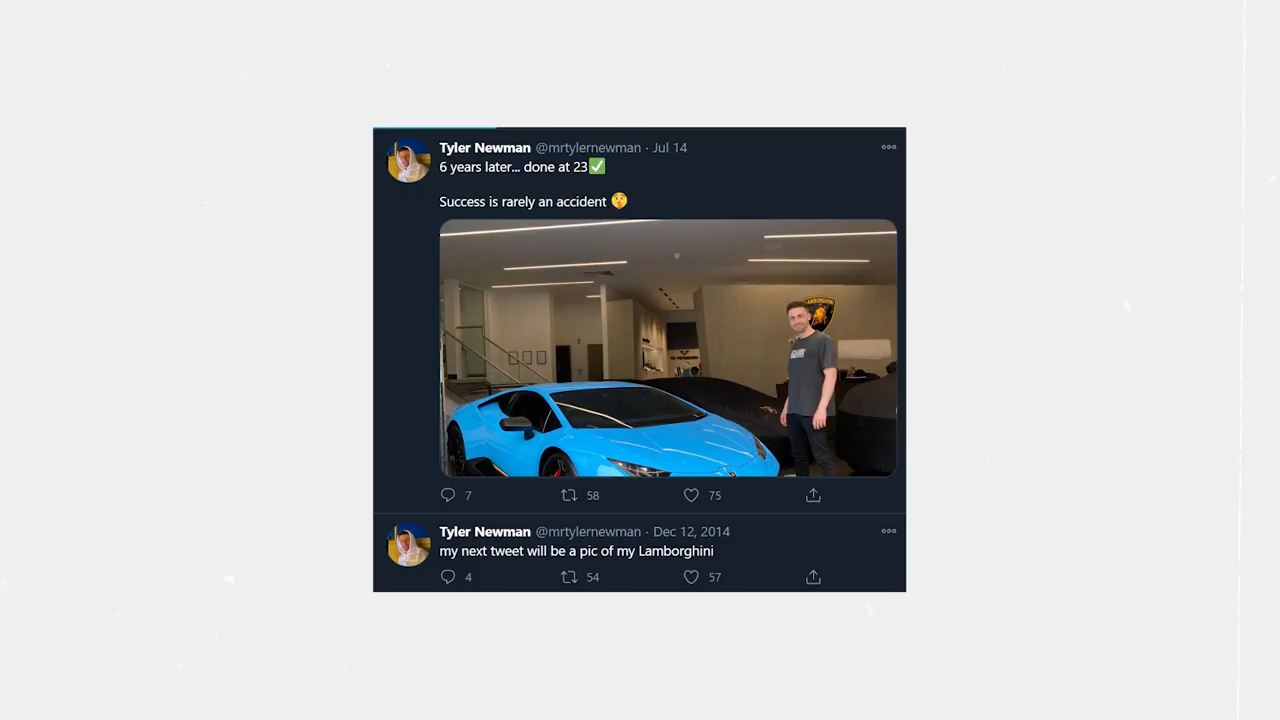 Tyler Newman @mrtylernewman · Jul 14
6 years later... done at 23✅
Success is rarely an accident 🤫
LAMBORGHINI
7 58 75
Tyler Newman @mrtylernewman · Dec 12, 2014
my next tweet will be a pic of my Lamborghini
4 54 57